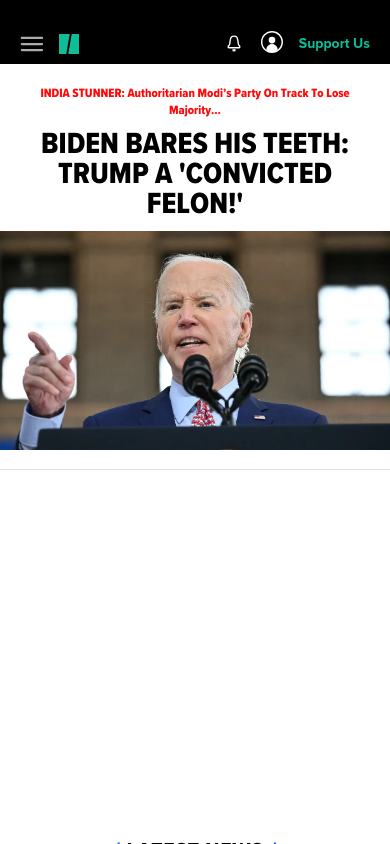 Support Us
INDIA STUNNER: Authoritarian Modi's Party On Track To Lose
Majority...
BIDEN BARES HIS TEETH:
TRUMP A 'CONVICTED
FELON!'